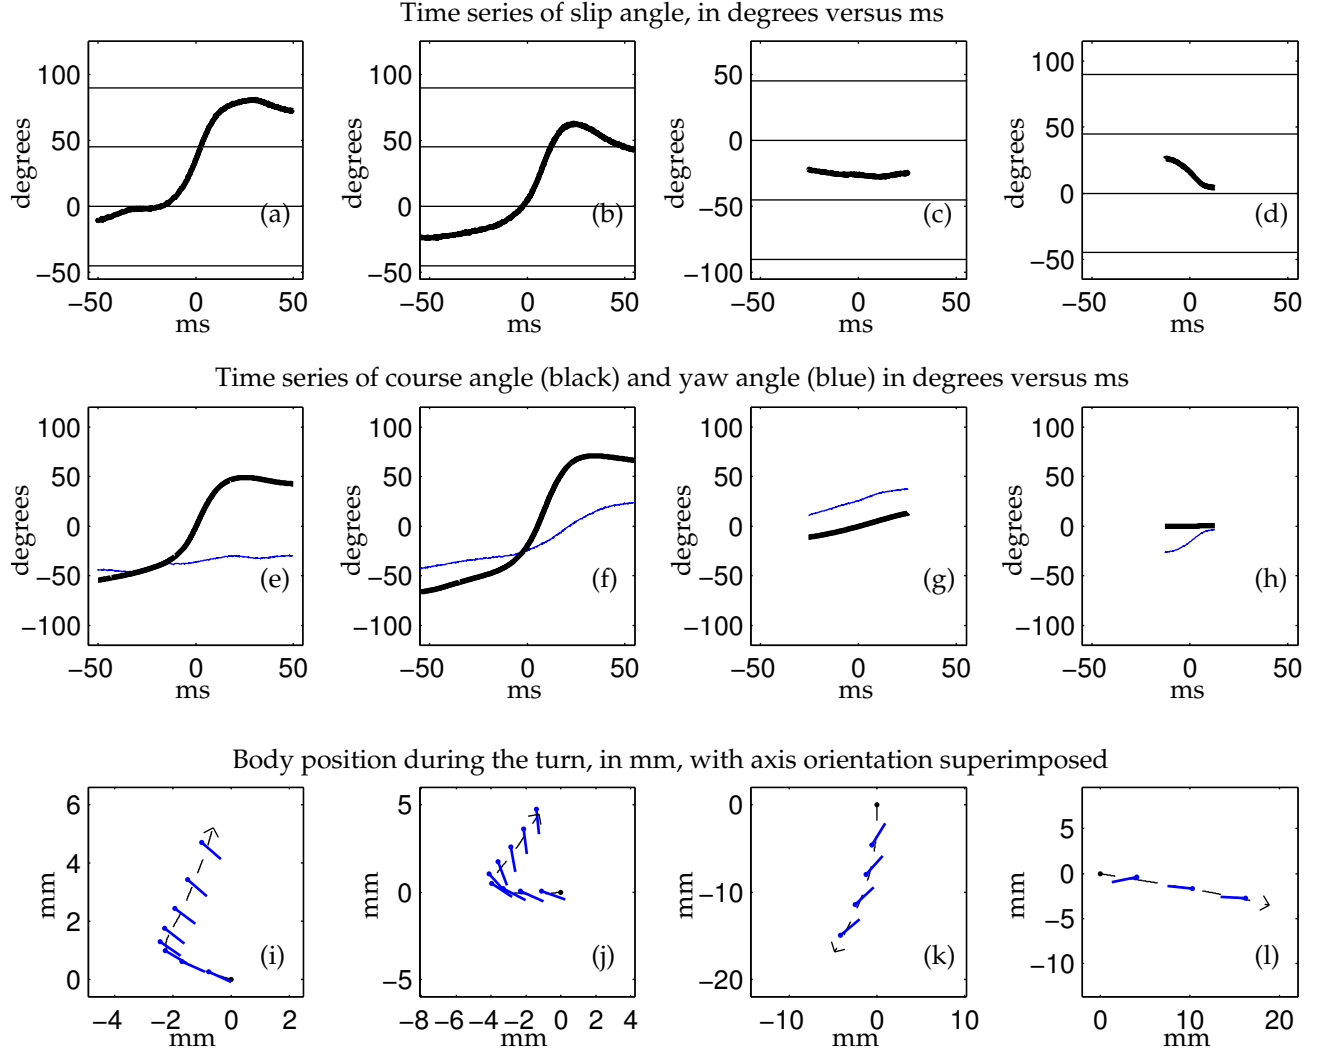 Time series of slip angle, in degrees versus ms
100
50
0
−50
degrees
(a)
−50 0 50
ms
100
50
0
−50
degrees
(b)
−50 0 50
ms
50
0
−50
−100
degrees
(c)
−50 0 50
ms
100
50
0
−50
degrees
(d)
−50 0 50
ms
Time series of course angle (black) and yaw angle (blue) in degrees versus ms
100
50
0
−50
−100
degrees
(e)
−50 0 50
ms
100
50
0
−50
−100
degrees
(f)
−50 0 50
ms
100
50
0
−50
−100
degrees
(g)
−50 0 50
ms
100
50
0
−50
−100
degrees
(h)
−50 0 50
ms
Body position during the turn, in mm, with axis orientation superimposed
6
4
2
0
mm
(i)
−4 −2 0 2
mm
5
0
−5
mm
(j)
−8 −6 −4 −2 0 2 4
mm
0
−10
−20
mm
(k)
−10 0 10
mm
5
0
−5
−10
mm
(l)
0 10 20
mm